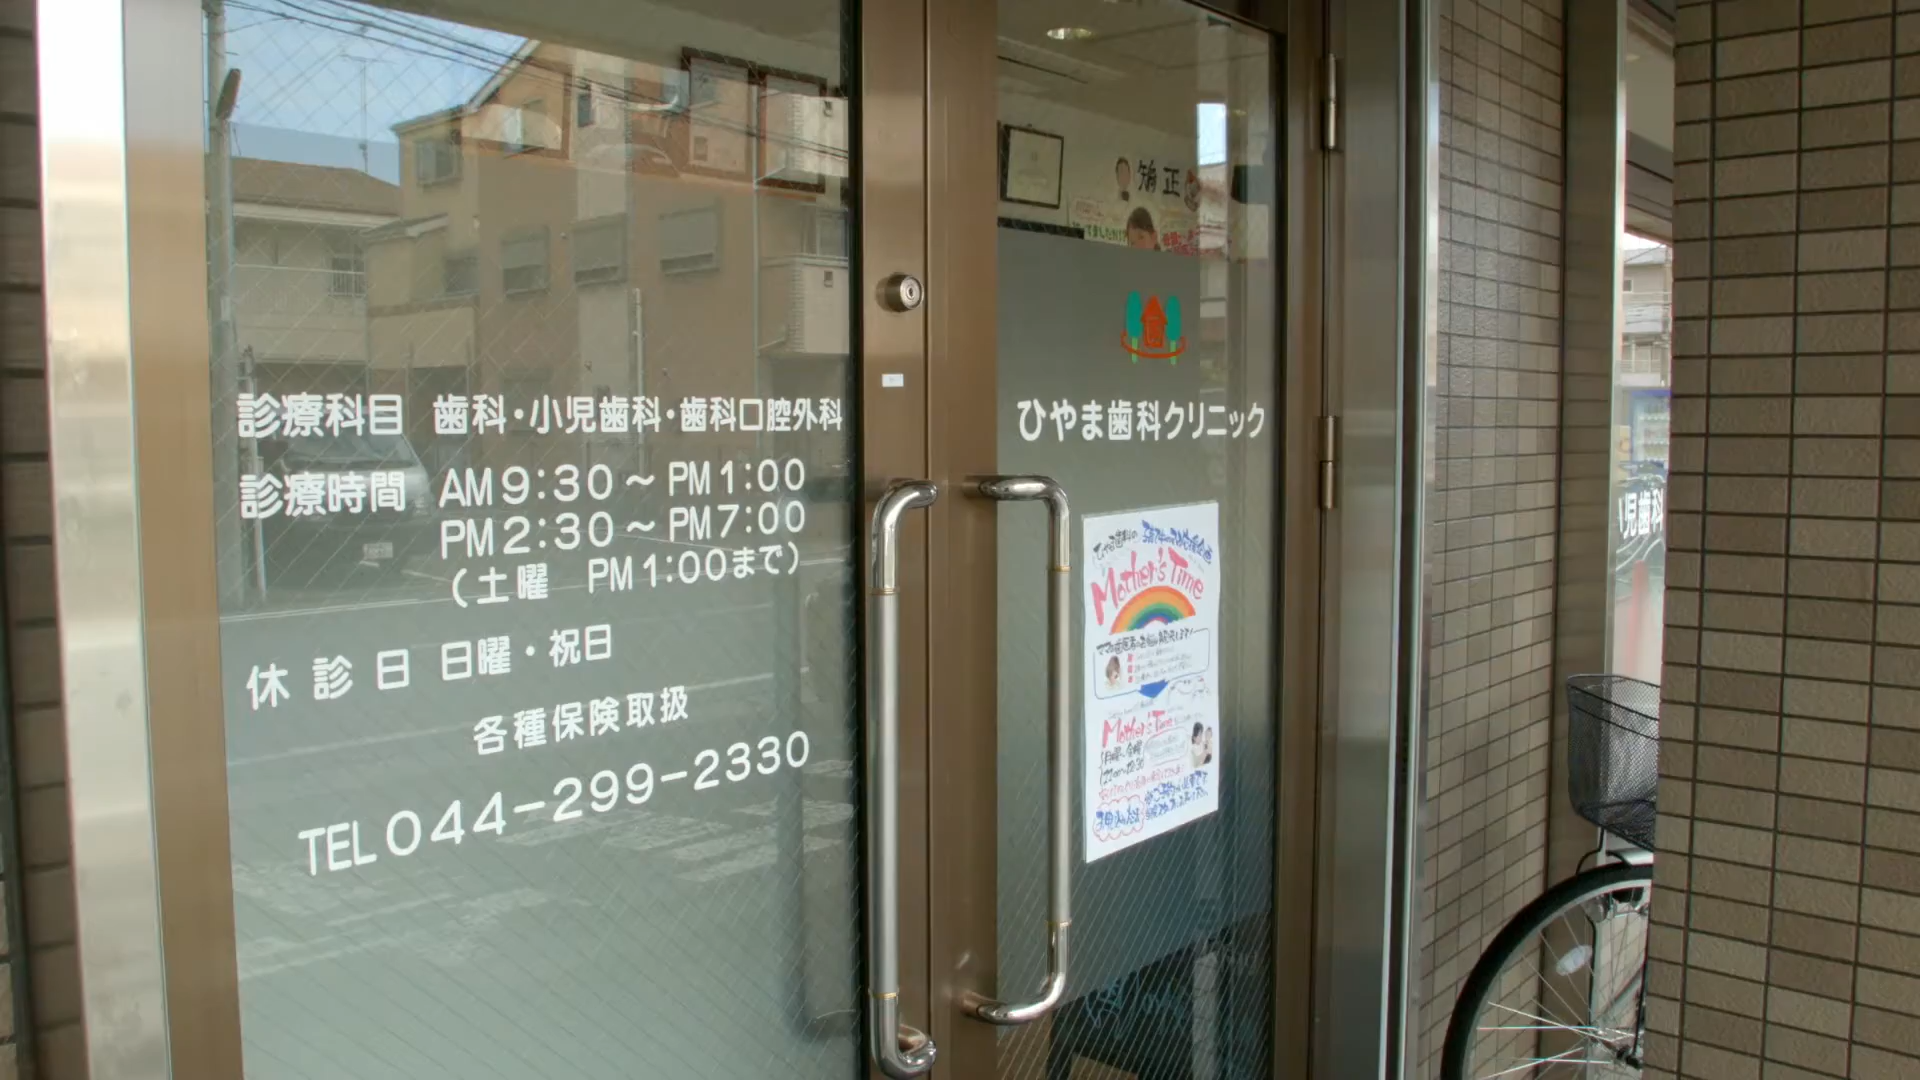 診療科目 歯科・小児歯科・歯科口腔外科
診療時間 AM9:30～PM1:00
PM2:30～PM7:00
(土曜 PM1:00まで)
休診日 日曜・祝日
各種保険取扱
TEL044-299-2330
矯正
ひやま歯科クリニック
Mother's Time
Mother's Time
児歯科